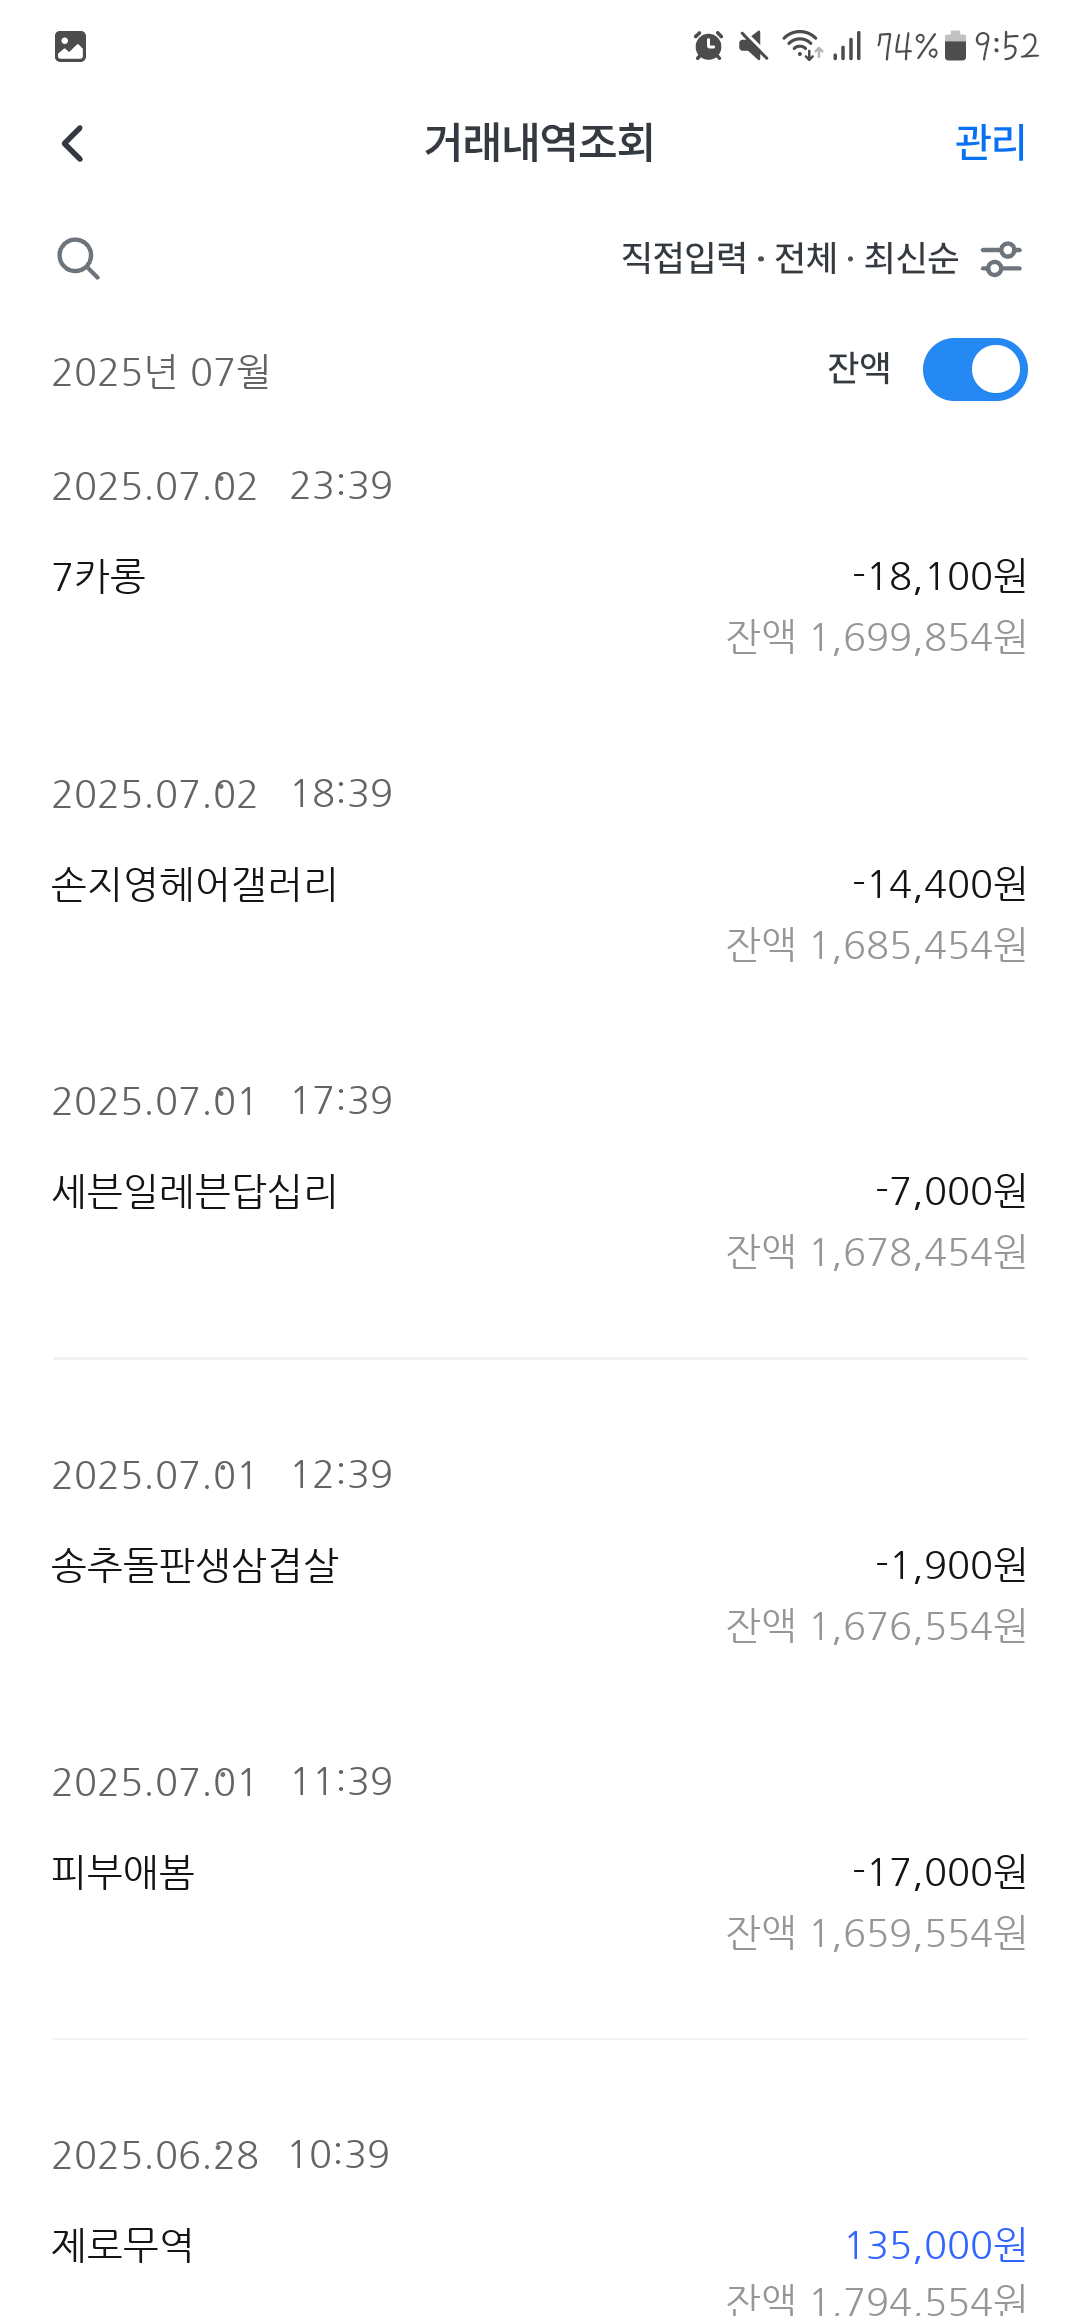 74% 9:52
거래내역조회 관리
직접입력 · 전체 · 최신순
2025년 07월 잔액
2025.07.02 23:39
7카롱 -18,100원
잔액 1,699,854원
2025.07.02 18:39
손지영헤어갤러리 -14,400원
잔액 1,685,454원
2025.07.01 17:39
세븐일레븐답십리 -7,000원
잔액 1,678,454원
2025.07.01 12:39
송추돌판생삼겹살 -1,900원
잔액 1,676,554원
2025.07.01 11:39
피부애봄 -17,000원
잔액 1,659,554원
2025.06.28 10:39
제로무역 135,000원
잔액 1,794,554원